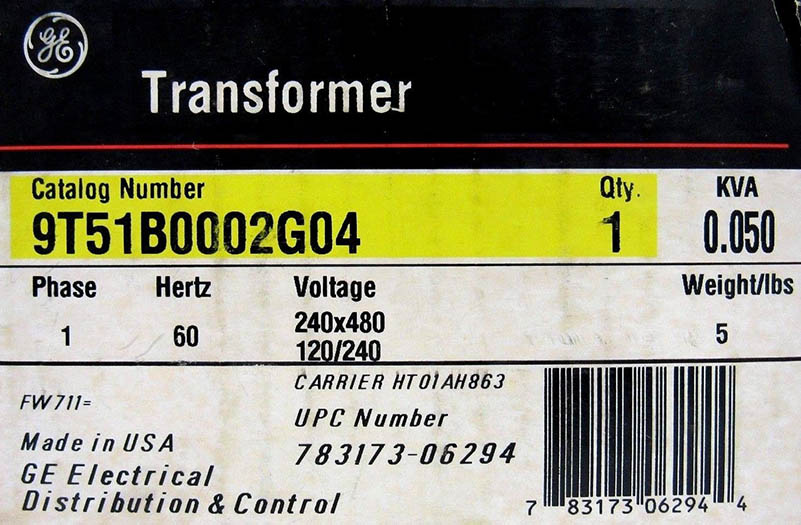 GE
Transformer
Catalog Number Qty. KVA
9T51B0002G04 1 0.050
Phase Hertz Voltage Weight/lbs
1 60 240x480 5
120/240
CARRIER HT01AH863
FW711=
UPC Number
Made in USA
783173-06294
GE Electrical
Distribution & Control
7 83173 06294 4